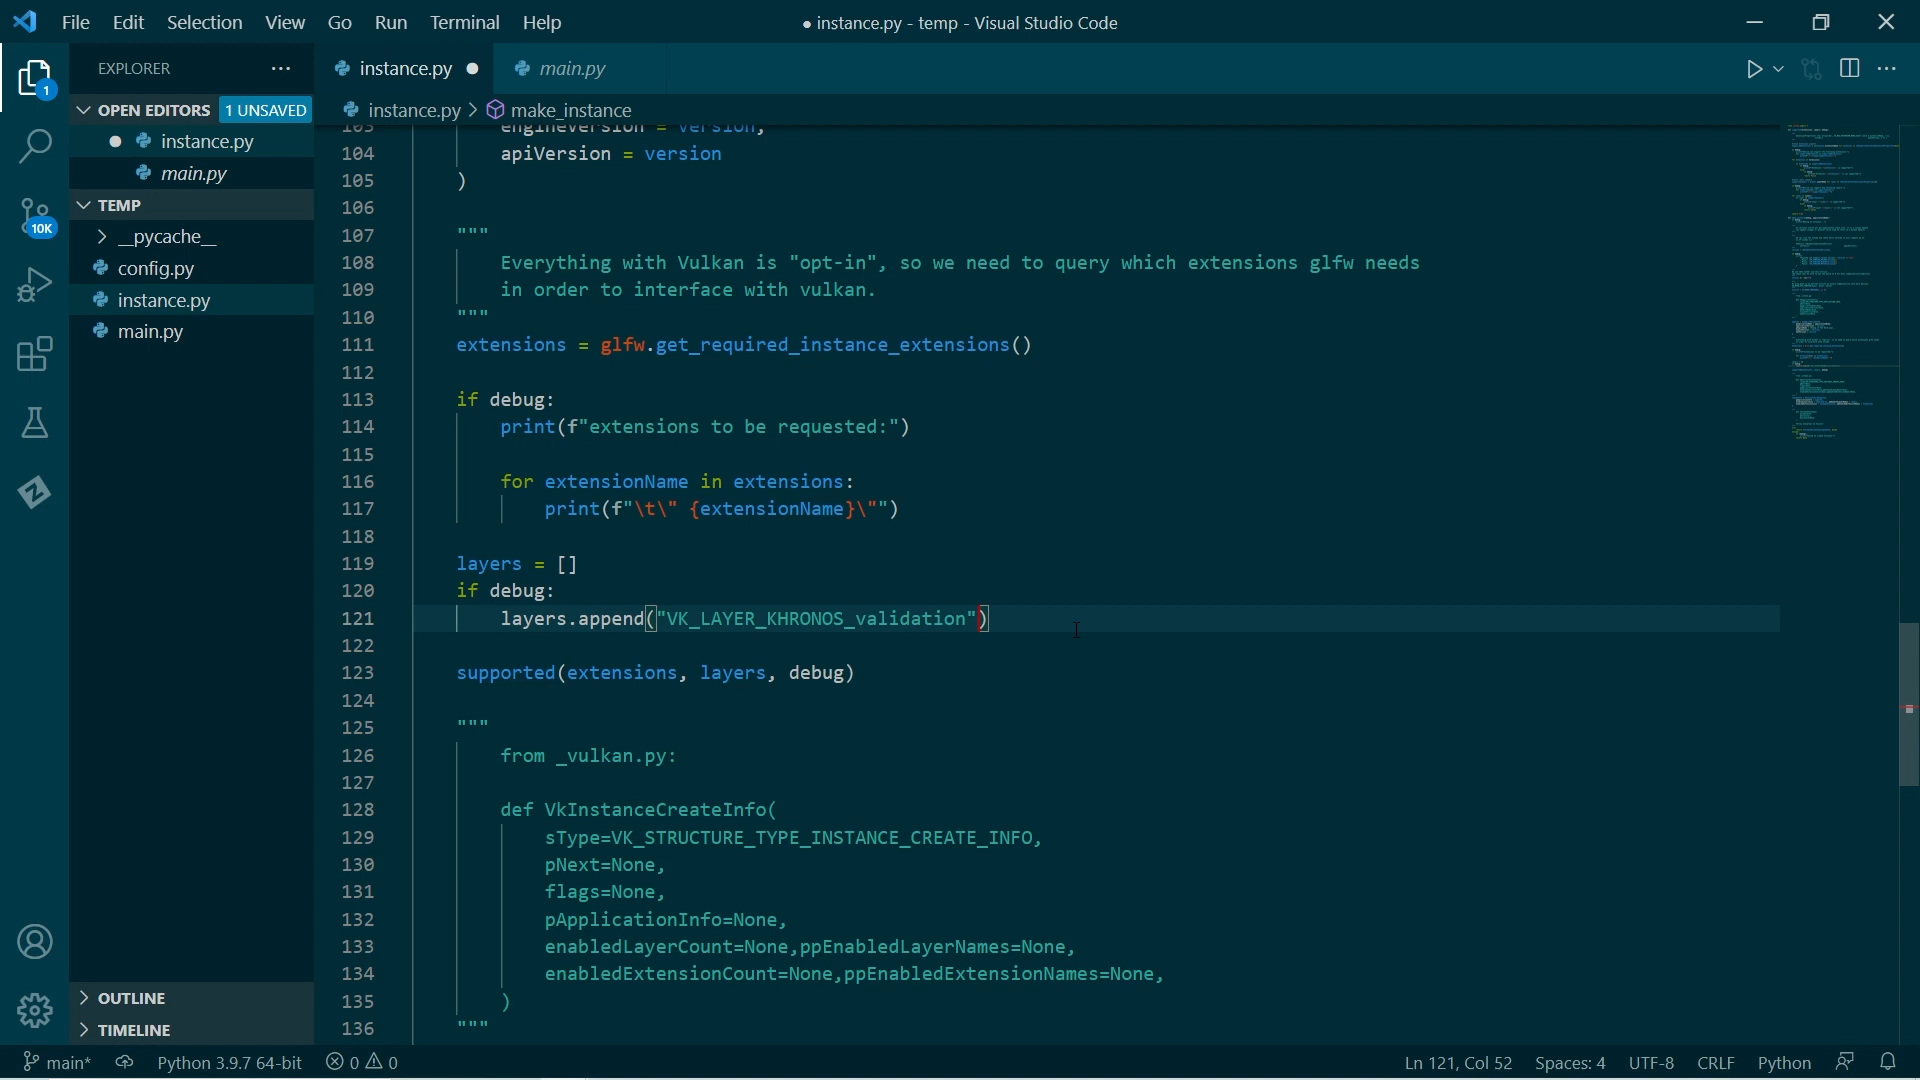 File Edit Selection View Go Run Terminal Help
● instance.py - temp - Visual Studio Code
EXPLORER ...
OPEN EDITORS 1 UNSAVED
● instance.py
main.py
TEMP
__pycache__
config.py
instance.py
main.py
OUTLINE
TIMELINE
1
10K
instance.py ● main.py
instance.py > make_instance
103 engineVersion = version,
104 apiVersion = version
105 )
106
107 """
108 Everything with Vulkan is "opt-in", so we need to query which extensions glfw needs
109 in order to interface with vulkan.
110 """
111 extensions = glfw.get_required_instance_extensions()
112
113 if debug:
114 print(f"extensions to be requested:")
115
116 for extensionName in extensions:
117 print(f"\t\" {extensionName}\"")
118
119 layers = []
120 if debug:
121 layers.append("VK_LAYER_KHRONOS_validation")
122
123 supported(extensions, layers, debug)
124
125 """
126 from _vulkan.py:
127
128 def VkInstanceCreateInfo(
129 sType=VK_STRUCTURE_TYPE_INSTANCE_CREATE_INFO,
130 pNext=None,
131 flags=None,
132 pApplicationInfo=None,
133 enabledLayerCount=None,ppEnabledLayerNames=None,
134 enabledExtensionCount=None,ppEnabledExtensionNames=None,
135 )
136 """
main* Python 3.9.7 64-bit 0 0 Ln 121, Col 52 Spaces: 4 UTF-8 CRLF Python